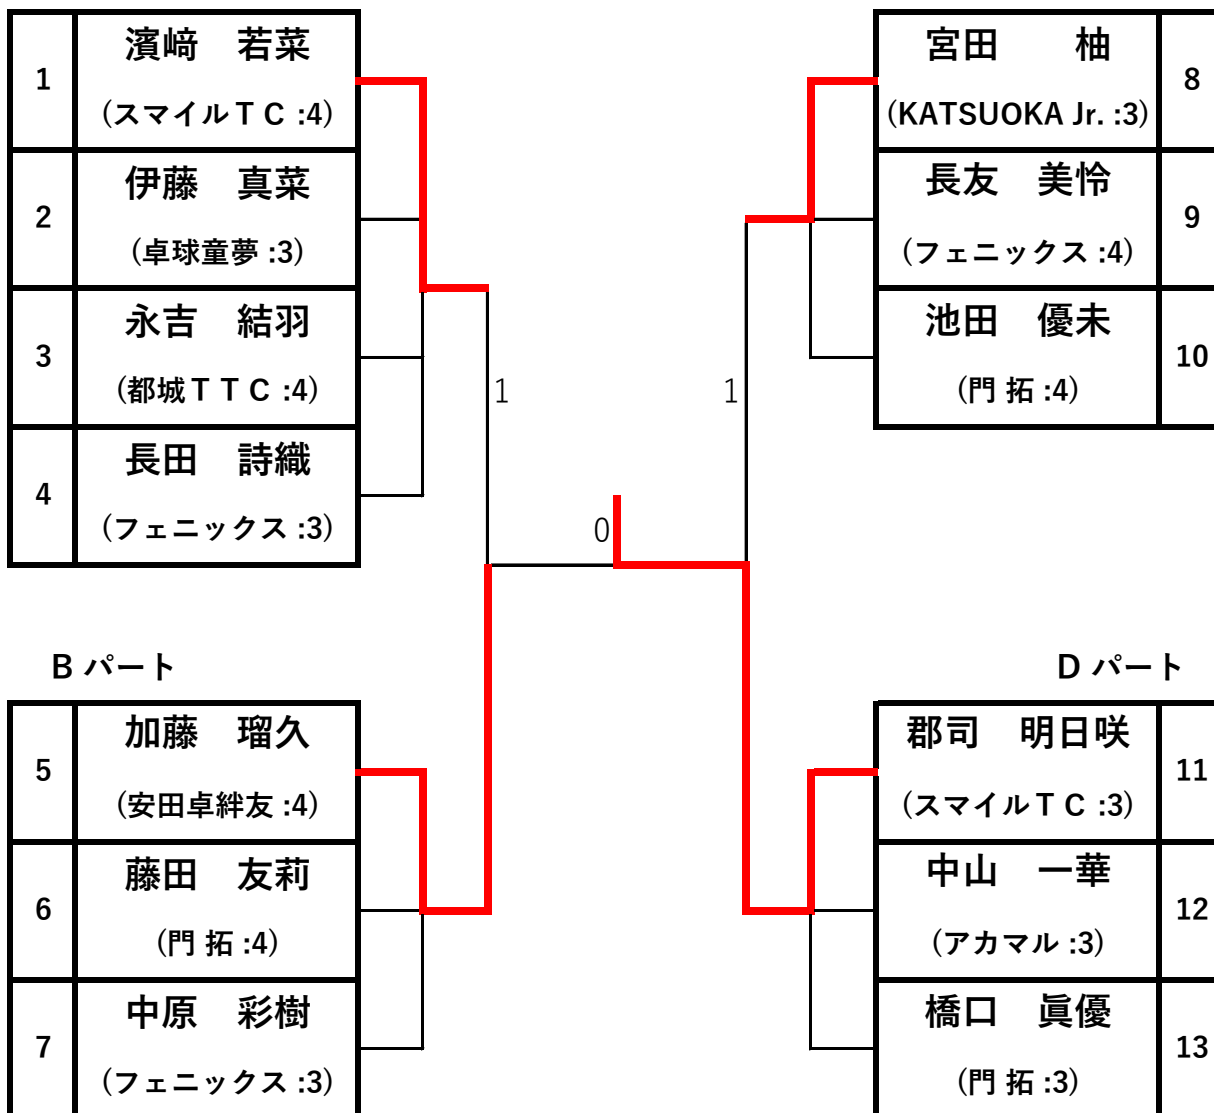 1
濱﨑　若菜
(スマイルＴＣ:4)
2
伊藤　真菜
(卓球童夢:3)
3
永吉　結羽
(都城ＴＴＣ:4)
4
長田　詩織
(フェニックス:3)
宮田　　柚
(KATSUOKA Jr. :3)
8
長友　美怜
(フェニックス:4)
9
池田　優未
(門 拓:4)
10
1
1
0
B パート
5
加藤　瑠久
(安田卓絆友:4)
6
藤田　友莉
(門 拓:4)
7
中原　彩樹
(フェニックス:3)
D パート
郡司　明日咲
(スマイルＴＣ:3)
11
中山　一華
(アカマル:3)
12
橋口　眞優
(門 拓:3)
13